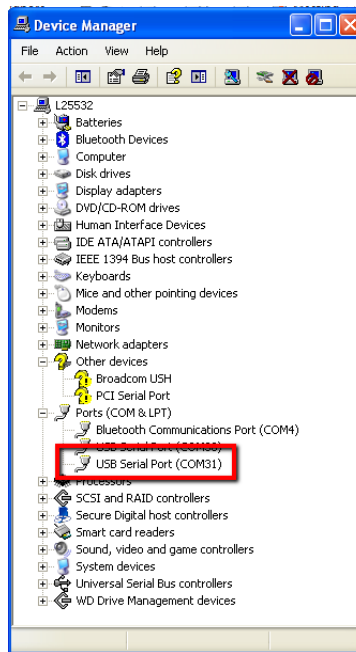 Device Manager
File Action View Help
L25532
Batteries
Bluetooth Devices
Computer
Disk drives
Display adapters
DVD/CD-ROM drives
Human Interface Devices
IDE ATA/ATAPI controllers
IEEE 1394 Bus host controllers
Keyboards
Mice and other pointing devices
Modems
Monitors
Network adapters
Other devices
Broadcom USH
PCI Serial Port
Ports (COM & LPT)
Bluetooth Communications Port (COM4)
USB Serial Port
USB Serial Port (COM31)
Processors
SCSI and RAID controllers
Secure Digital host controllers
Smart card readers
Sound, video and game controllers
System devices
Universal Serial Bus controllers
WD Drive Management devices